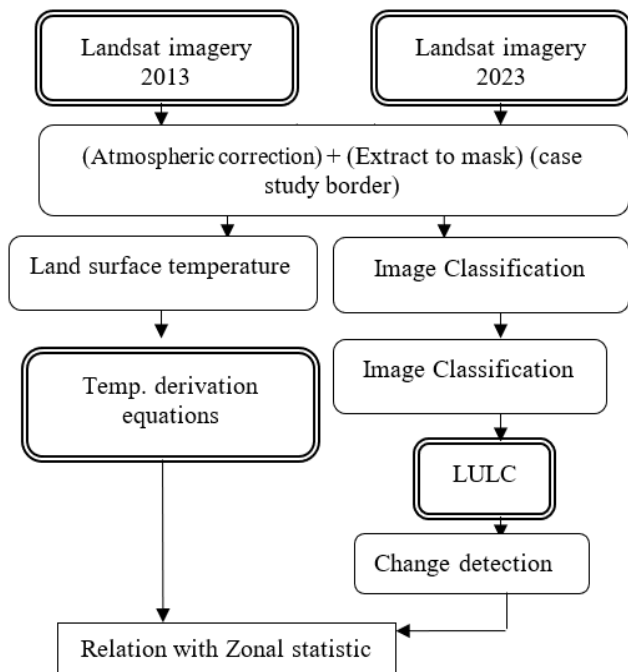 Landsat imagery
2013
Landsat imagery
2023
(Atmospheric correction) + (Extract to mask) (case
study border)
Land surface temperature
Image Classification
Temp. derivation
equations
Image Classification
LULC
Change detection
Relation with Zonal statistic